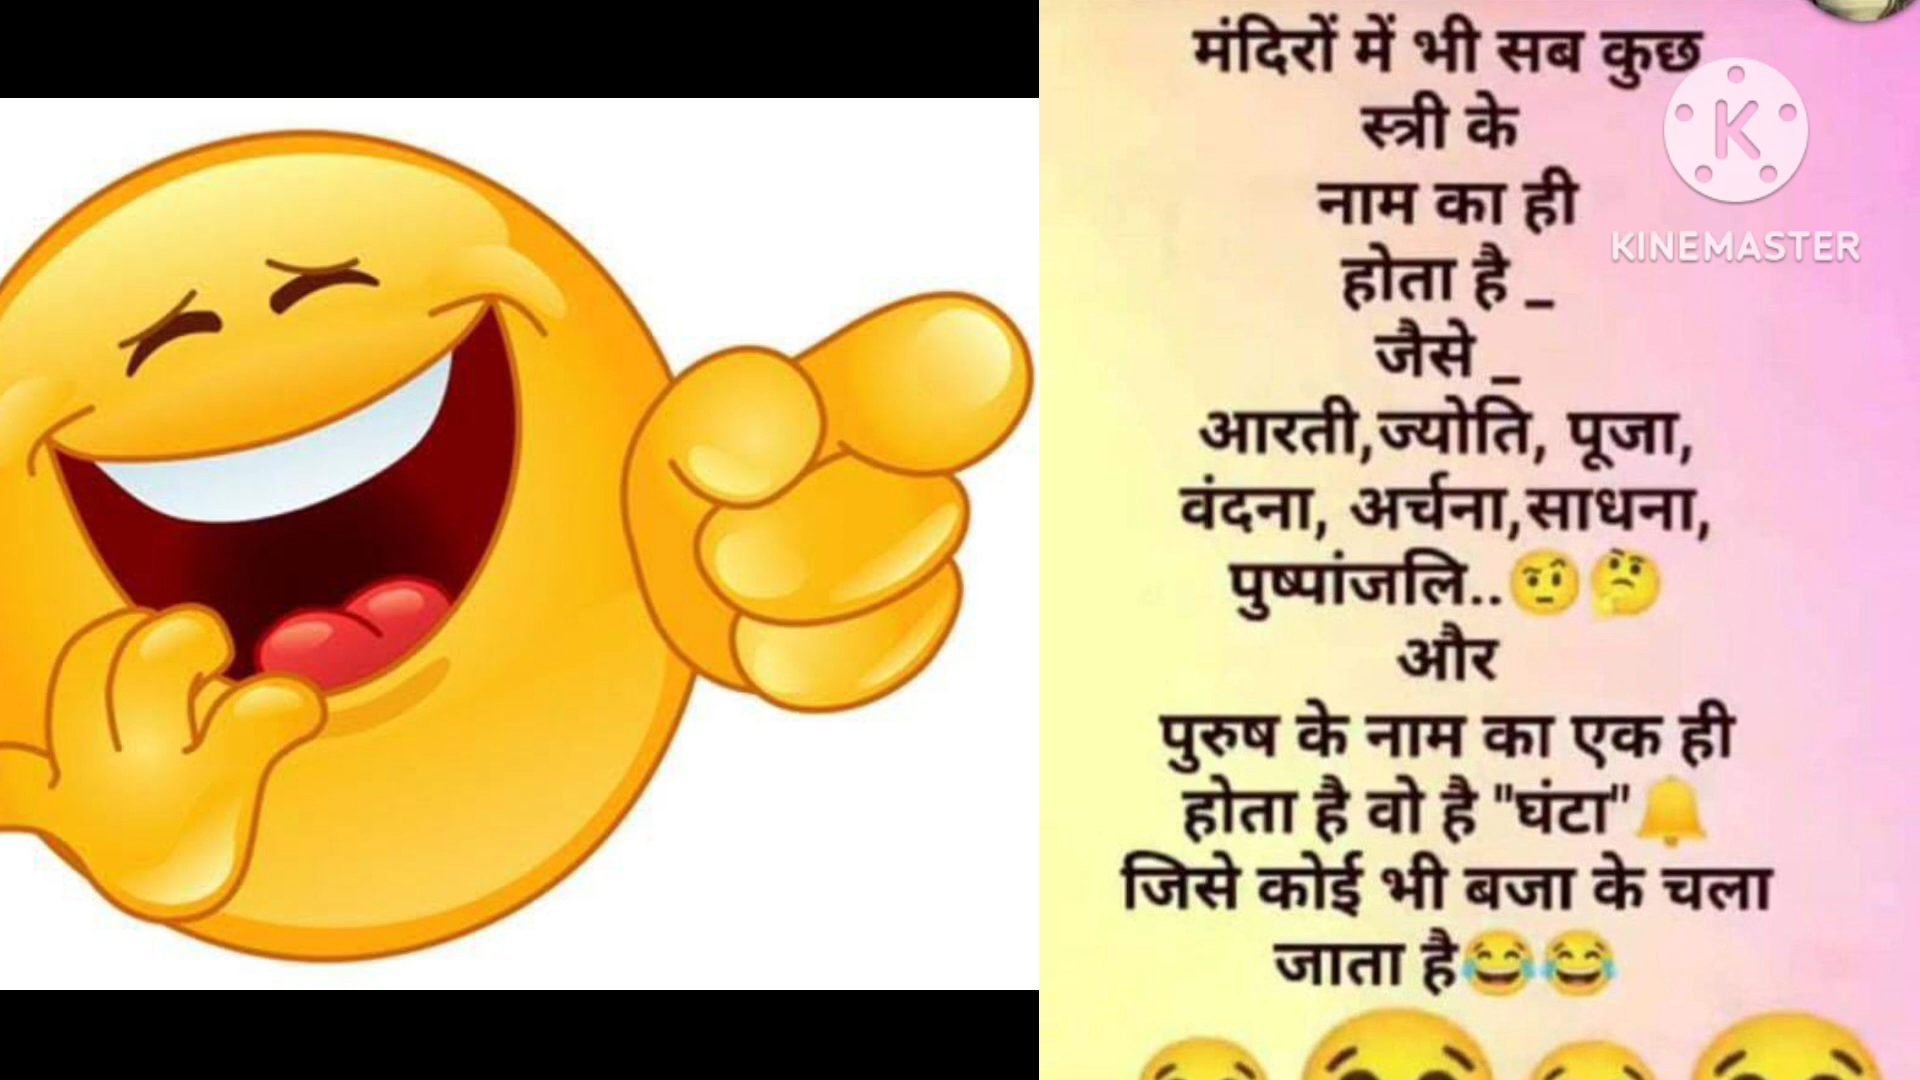 मंदिरों में भी सब कुछ
स्त्री के
नाम का ही
होता है _
जैसे _
आरती,ज्योति, पूजा,
वंदना, अर्चना,साधना,
पुष्पांजलि..🤨🤔
और
पुरुष के नाम का एक ही
होता है वो है "घंटा"🔔
जिसे कोई भी बजा के चला
जाता है😂😂
K
KINEMASTER